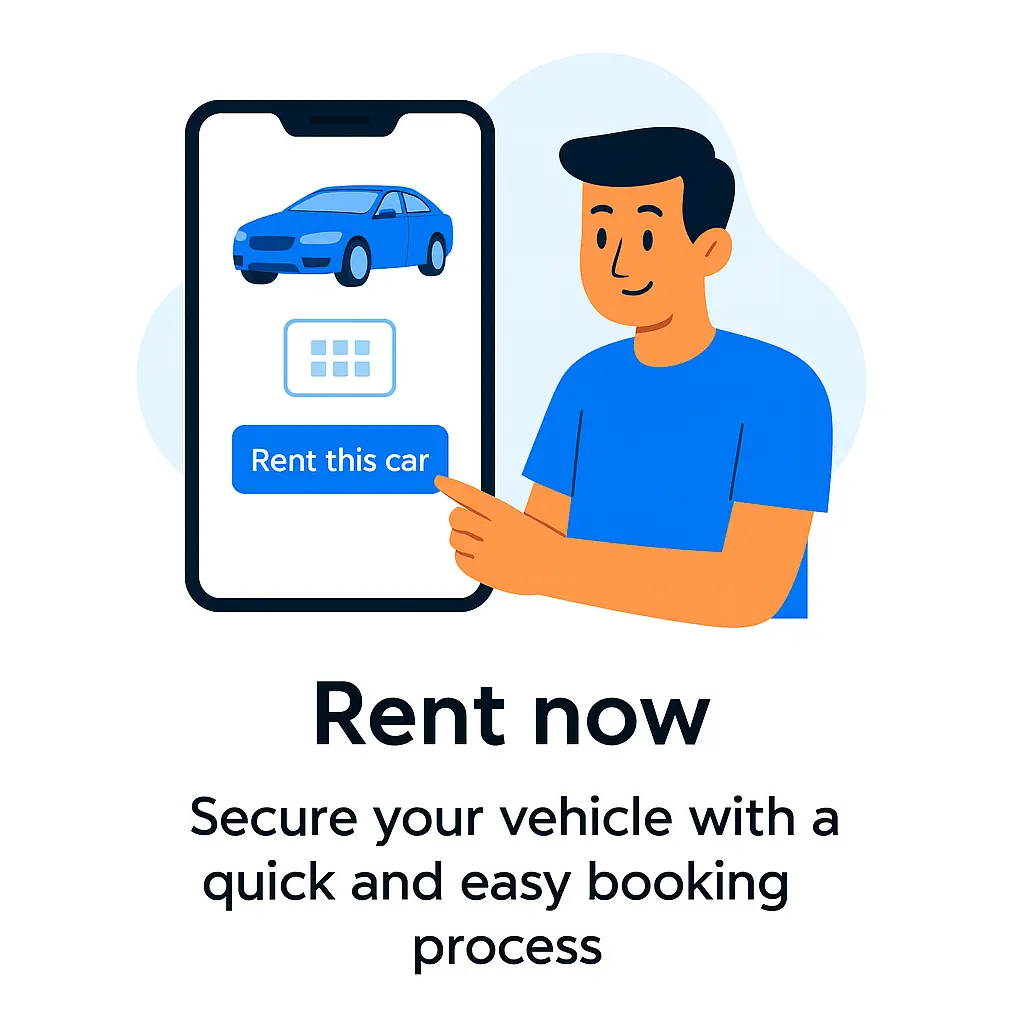 Rent this car
Rent now
Secure your vehicle with a
quick and easy booking
process